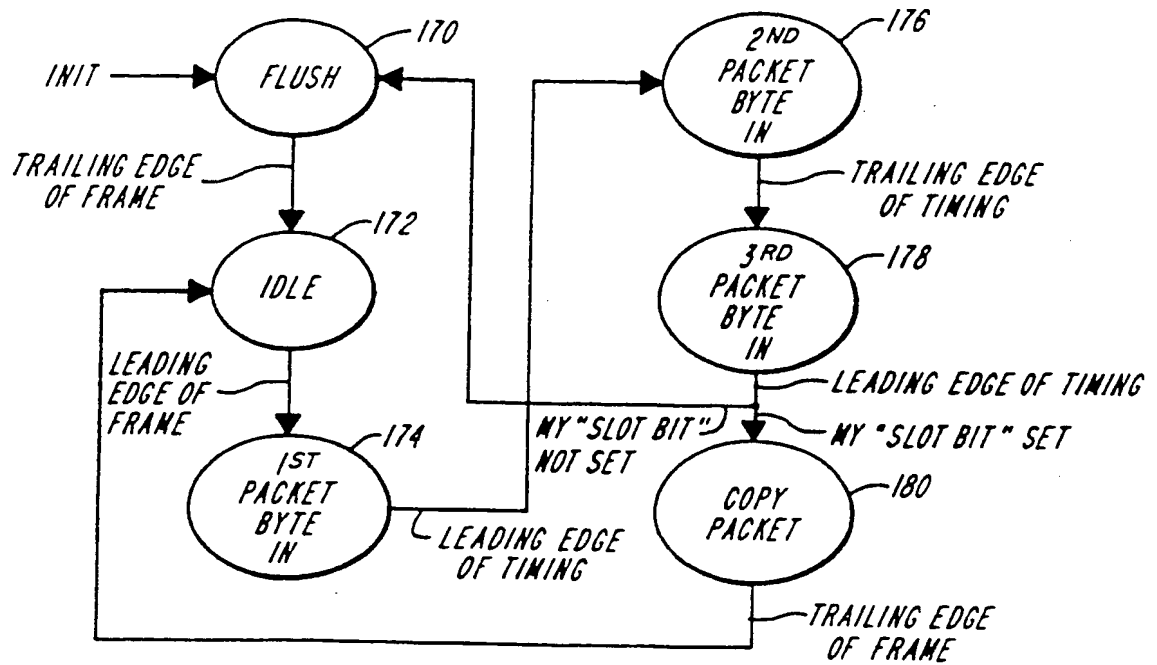 170
INIT
FLUSH
TRAILING EDGE
OF FRAME
172
IDLE
LEADING
EDGE OF
FRAME
174
1ST
PACKET
BYTE
IN
LEADING EDGE
OF TIMING
176
2ND
PACKET
BYTE
IN
TRAILING EDGE
OF TIMING
178
3RD
PACKET
BYTE
IN
LEADING EDGE OF TIMING
MY "SLOT BIT"
NOT SET
MY "SLOT BIT" SET
180
COPY
PACKET
TRAILING EDGE
OF FRAME